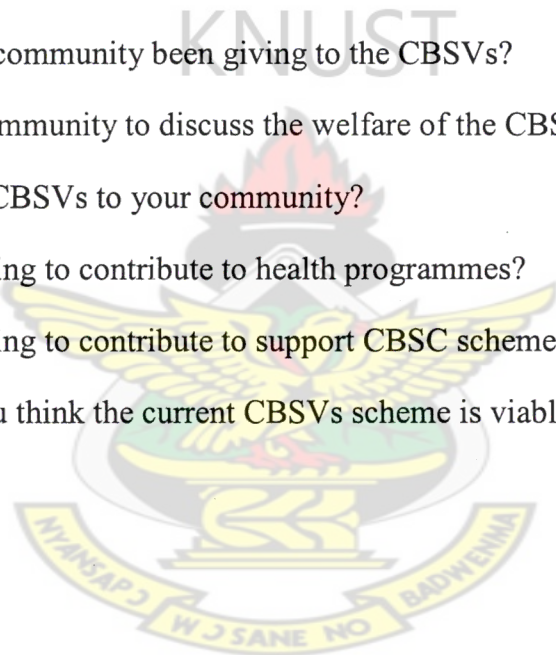 KNUST
community been giving to the CBSVs?
mmunity to discuss the welfare of the CBS
CBSVs to your community?
ing to contribute to health programmes?
ing to contribute to support CBSC scheme
u think the current CBSVs scheme is viabl
NYANSAPƆ WƆSANE NO BADWENMA